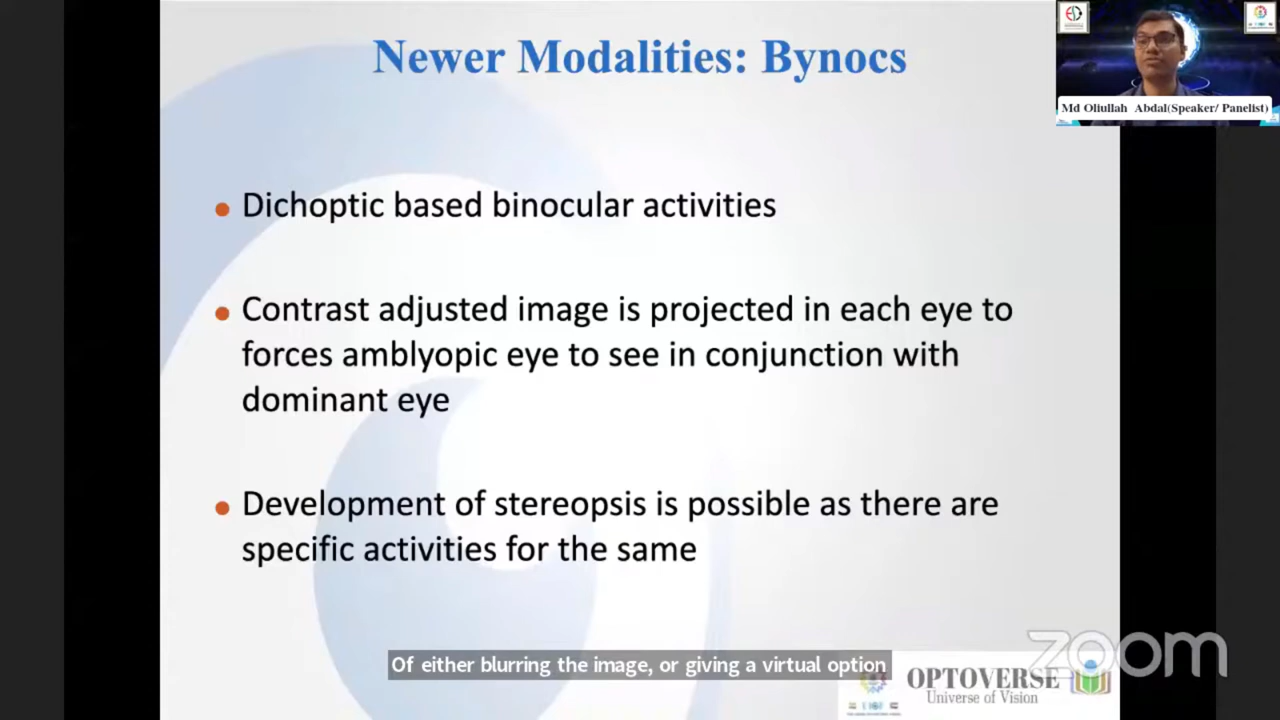 Newer Modalities: Bynocs
Md Oliullah Abdal(Speaker/ Panelist)
Dichoptic based binocular activities
Contrast adjusted image is projected in each eye to
forces amblyopic eye to see in conjunction with
dominant eye
Development of stereopsis is possible as there are
specific activities for the same
Of either blurring the image, or giving a virtual option
zoom
OPTOVERSE
Universe of Vision